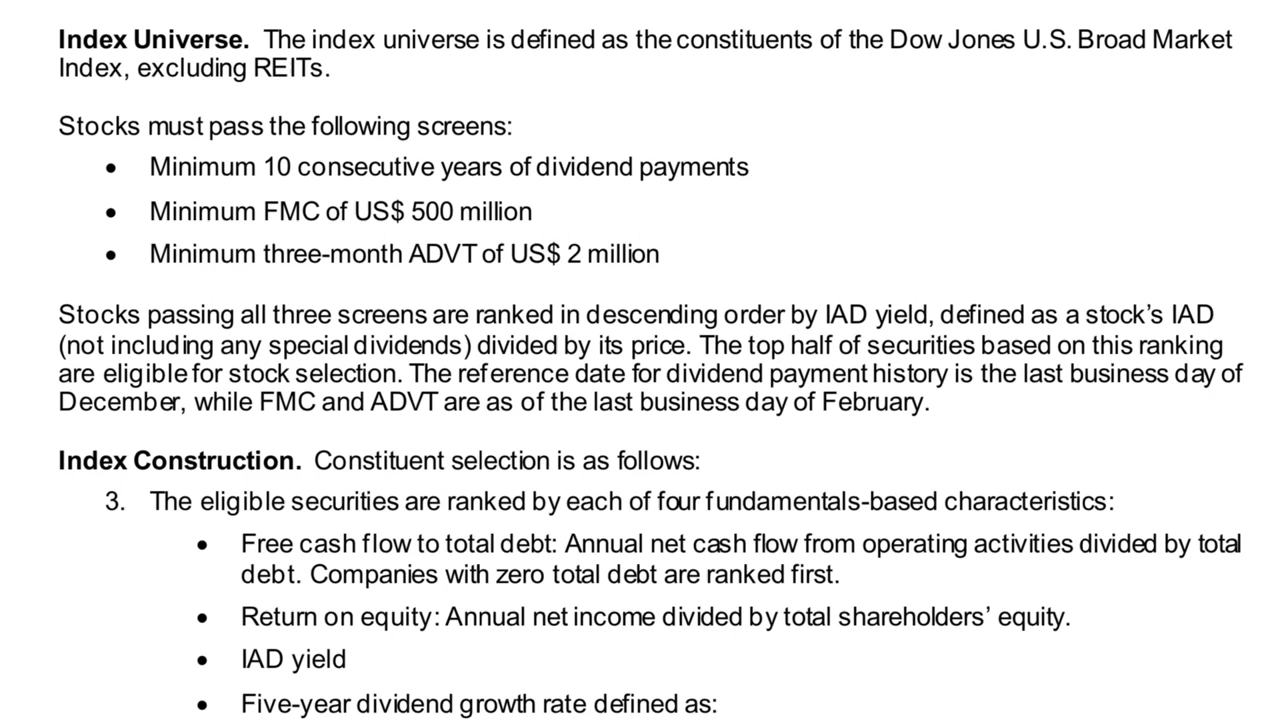 Index Universe. The index universe is defined as the constituents of the Dow Jones U.S. Broad Market
Index, excluding REITs.
Stocks must pass the following screens:
• Minimum 10 consecutive years of dividend payments
• Minimum FMC of US$ 500 million
• Minimum three-month ADVT of US$ 2 million
Stocks passing all three screens are ranked in descending order by IAD yield, defined as a stock’s IAD
(not including any special dividends) divided by its price. The top half of securities based on this ranking
are eligible for stock selection. The reference date for dividend payment history is the last business day of
December, while FMC and ADVT are as of the last business day of February.
Index Construction. Constituent selection is as follows:
3. The eligible securities are ranked by each of four fundamentals-based characteristics:
• Free cash flow to total debt: Annual net cash flow from operating activities divided by total
debt. Companies with zero total debt are ranked first.
• Return on equity: Annual net income divided by total shareholders’ equity.
• IAD yield
• Five-year dividend growth rate defined as: